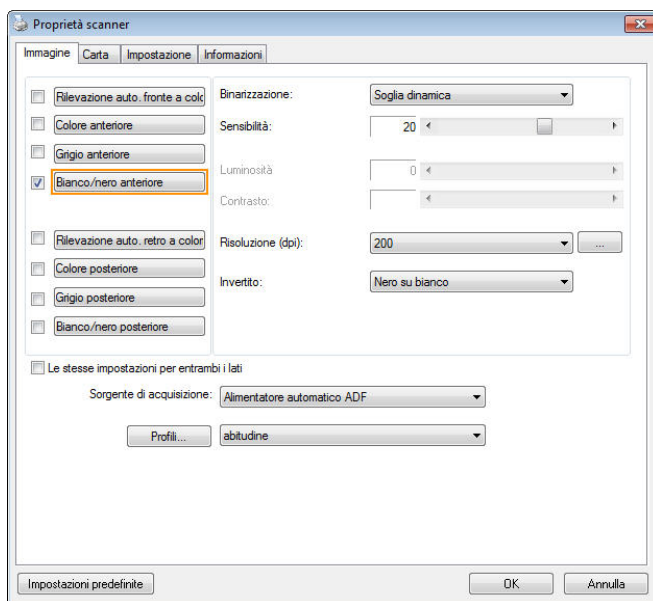 Proprietà scanner
Immagine Carta Impostazione Informazioni
Rilevazione auto. fronte a colo
Colore anteriore
Grigio anteriore
Bianco/nero anteriore
Rilevazione auto. retro a color
Colore posteriore
Grigio posteriore
Bianco/nero posteriore
Binarizzazione: Soglia dinamica
Sensibilità: 20
Luminosità 0
Contrasto:
Risoluzione (dpi): 200 ...
Invertito: Nero su bianco
Le stesse impostazioni per entrambi i lati
Sorgente di acquisizione: Alimentatore automatico ADF
Profili... abitudine
Impostazioni predefinite OK Annulla